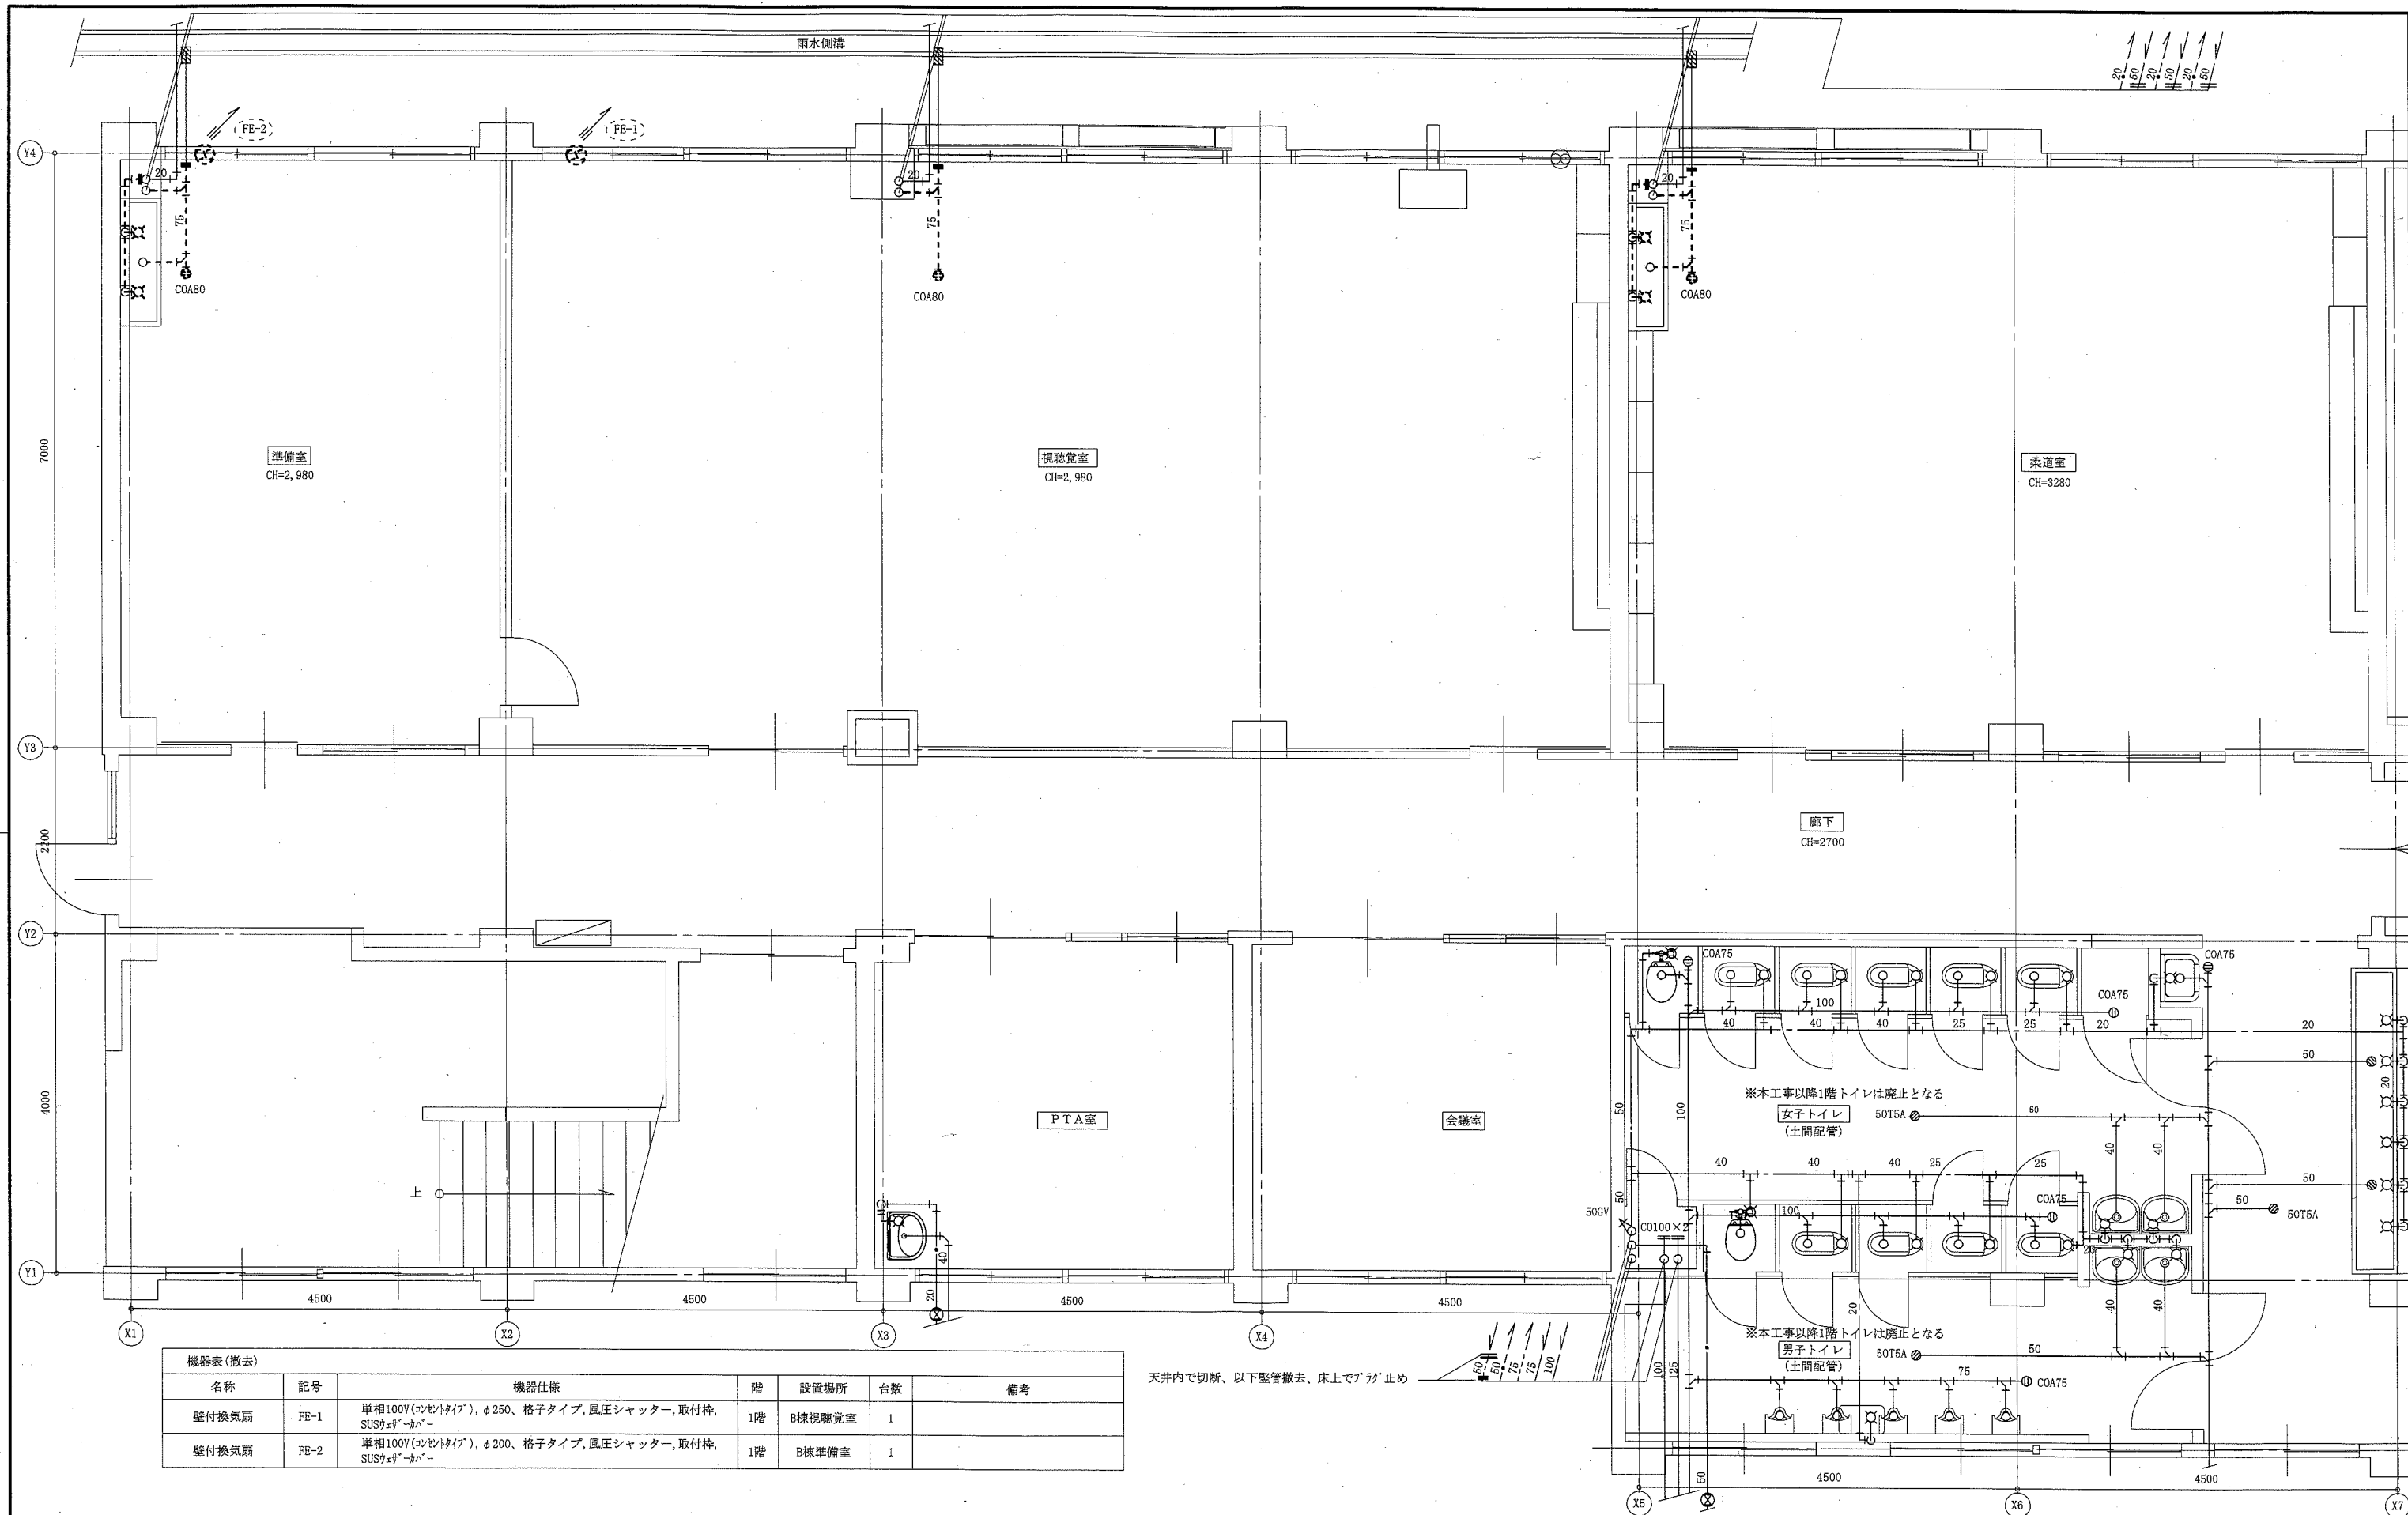 雨水側溝
20
50
20
50
20
50
FE-2
FE-1
Y4
20
20
20
75
75
75
COA80
COA80
COA80
7000
準備室
CH=2,980
視聴覚室
CH=2,980
柔道室
CH=3280
Y3
2200
廊下
CH=2700
Y2
COA75
COA75
COA75
100
40
40
40
25
25
20
20
50
20
4000
50
100
※本工事以降1階トイレは廃止となる
女子トイレ
(土間配管)
50T5A
50
PTA室
会議室
40
40
40
40
25
40
25
上
50
50
50
50T5A
50GV
CO100×2
100
COA75
20
40
Y1
20
4500
4500
4500
4500
20
40
40
X1
X2
X3
X4
※本工事以降1階トイレは廃止となる
男子トイレ
(土間配管)
50T5A
50
50
50
75
75
100
100
125
75
COA75
天井内で切断、以下竪管撤去、床上でプラグ止め
50
4500
4500
X5
X6
X7
機器表(撤去)
名称 記号 機器仕様 階 設置場所 台数 備考
壁付換気扇 FE-1 単相100V(コンセントタイプ),φ250、格子タイプ,風圧シャッター,取付枠, 1階 B棟視聴覚室 1
SUSウェザーカバー
壁付換気扇 FE-2 単相100V(コンセントタイプ),φ200、格子タイプ,風圧シャッター,取付枠, 1階 B棟準備室 1
SUSウェザーカバー